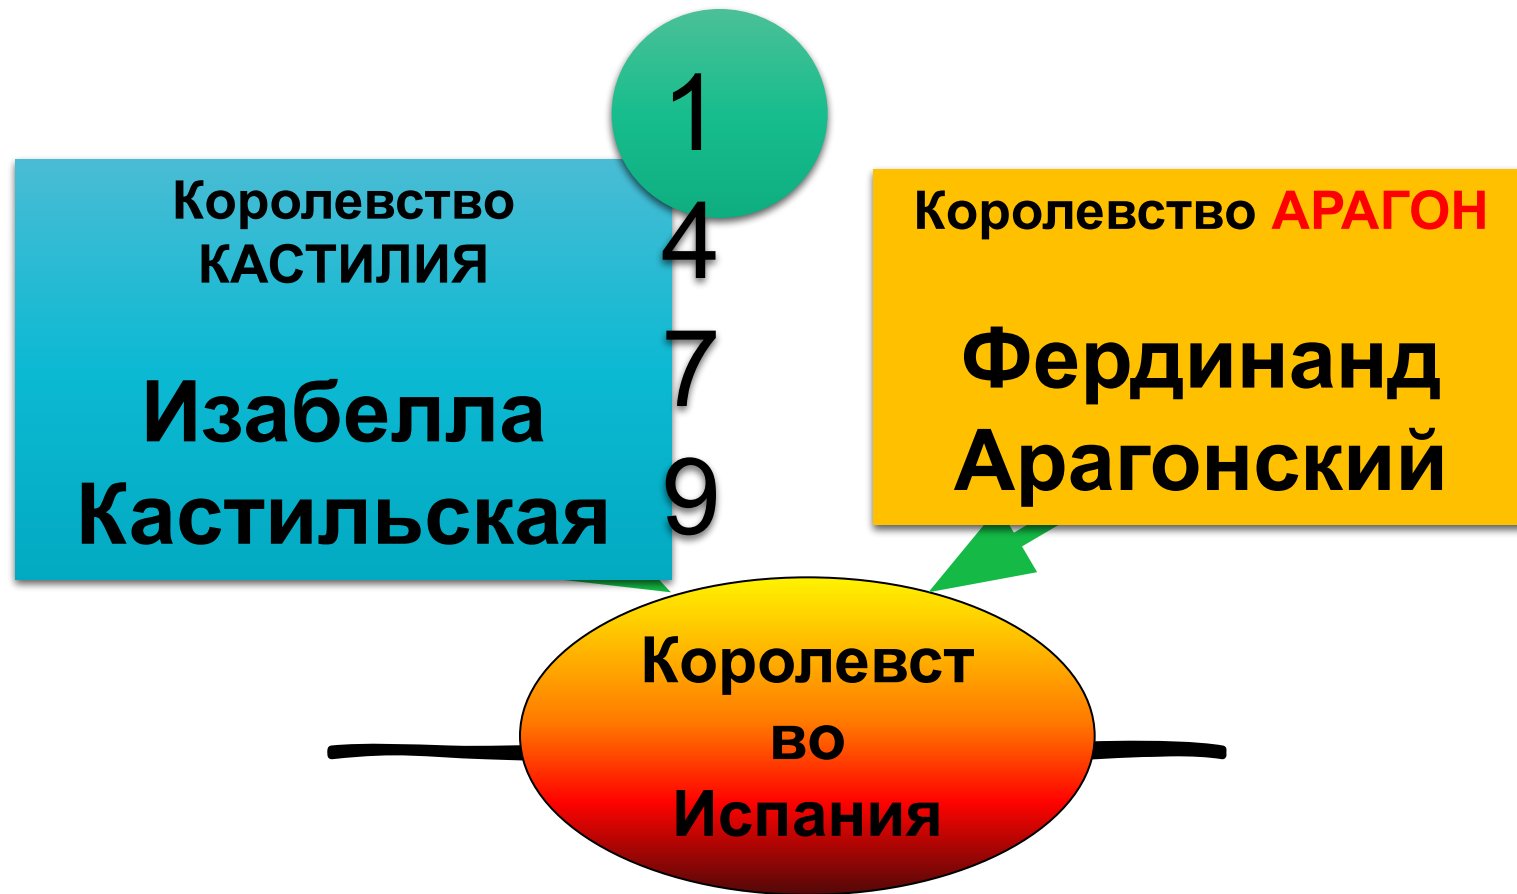 1
4
7
9
Королевство
КАСТИЛИЯ
Изабелла
Кастильская
Королевство АРАГОН
Фердинанд
Арагонский
Королевст
во
Испания